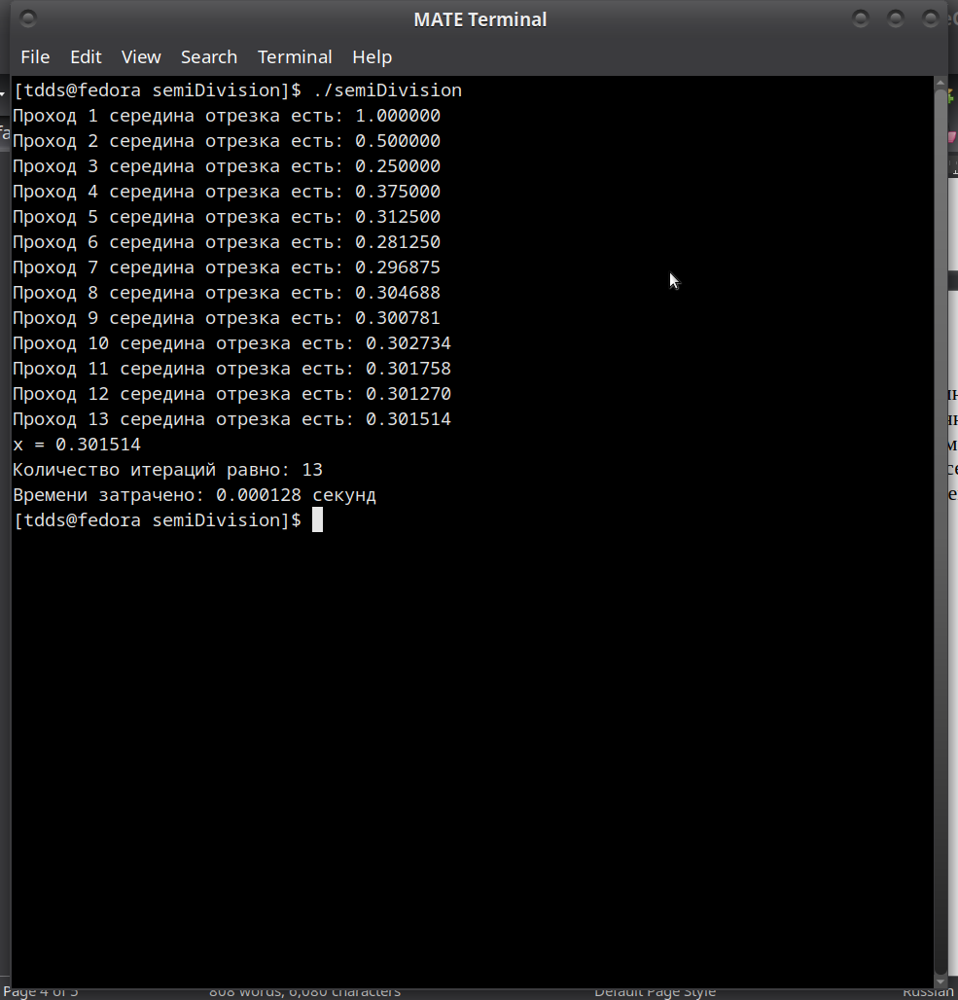 MATE Terminal
File Edit View Search Terminal Help
[tdds@fedora semiDivision]$ ./semiDivision
Проход 1 середина отрезка есть: 1.000000
Проход 2 середина отрезка есть: 0.500000
Проход 3 середина отрезка есть: 0.250000
Проход 4 середина отрезка есть: 0.375000
Проход 5 середина отрезка есть: 0.312500
Проход 6 середина отрезка есть: 0.281250
Проход 7 середина отрезка есть: 0.296875
Проход 8 середина отрезка есть: 0.304688
Проход 9 середина отрезка есть: 0.300781
Проход 10 середина отрезка есть: 0.302734
Проход 11 середина отрезка есть: 0.301758
Проход 12 середина отрезка есть: 0.301270
Проход 13 середина отрезка есть: 0.301514
x = 0.301514
Количество итераций равно: 13
Времени затрачено: 0.000128 секунд
[tdds@fedora semiDivision]$
Page 4 of 5 808 words, 6,080 characters Default Page Style Russian